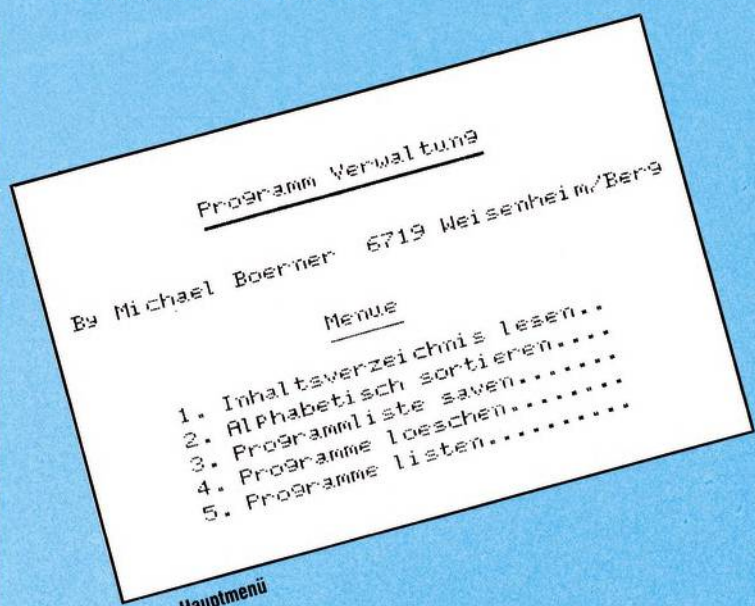 Programm Verwaltung
By Michael Boerner 6719 Weisenheim/Berg
Menue
1. Inhaltsverzeichnis lesen..
2. Alphabetisch sortieren....
3. Programmliste saven.......
4. Programme loeschen........
5. Programme listen..........
Hauptmenü